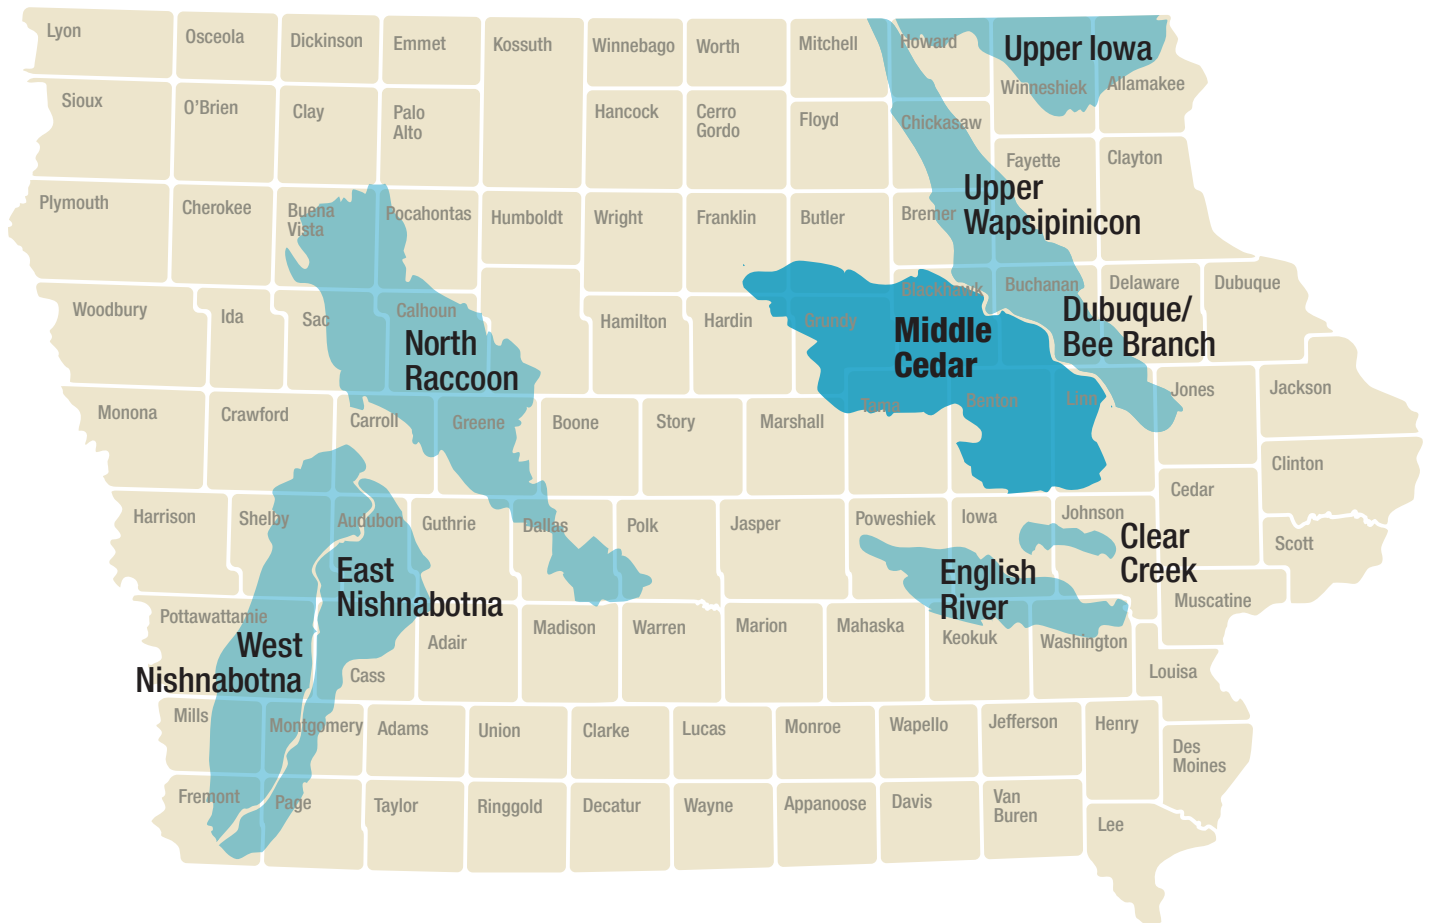 Lyon
Osceola
Dickinson
Emmet
Kossuth
Winnebago
Worth
Mitchell
Howard
Upper Iowa
Winneshiek
Allamakee
Sioux
O'Brien
Clay
Palo
Alto
Hancock
Cerro
Gordo
Floyd
Chickasaw
Fayette
Clayton
Plymouth
Cherokee
Buena
Vista
Pocahontas
Humboldt
Wright
Franklin
Butler
Bremer
Upper
Wapsipinicon
Woodbury
Ida
Sac
Calhoun
Hamilton
Hardin
Grundy
Blackhawk
Buchanan
Delaware
Dubuque
North
Raccoon
Middle
Cedar
Dubuque/
Bee Branch
Monona
Crawford
Carroll
Greene
Boone
Story
Marshall
Tama
Benton
Linn
Jones
Jackson
Clinton
Cedar
Harrison
Shelby
Audubon
Guthrie
Dallas
Polk
Jasper
Poweshiek
Iowa
Johnson
Scott
Clear
Creek
English
River
East
Nishnabotna
Muscatine
Pottawattamie
West
Nishnabotna
Cass
Adair
Madison
Warren
Marion
Mahaska
Keokuk
Washington
Louisa
Mills
Montgomery
Adams
Union
Clarke
Lucas
Monroe
Wapello
Jefferson
Henry
Des
Moines
Fremont
Page
Taylor
Ringgold
Decatur
Wayne
Appanoose
Davis
Van
Buren
Lee